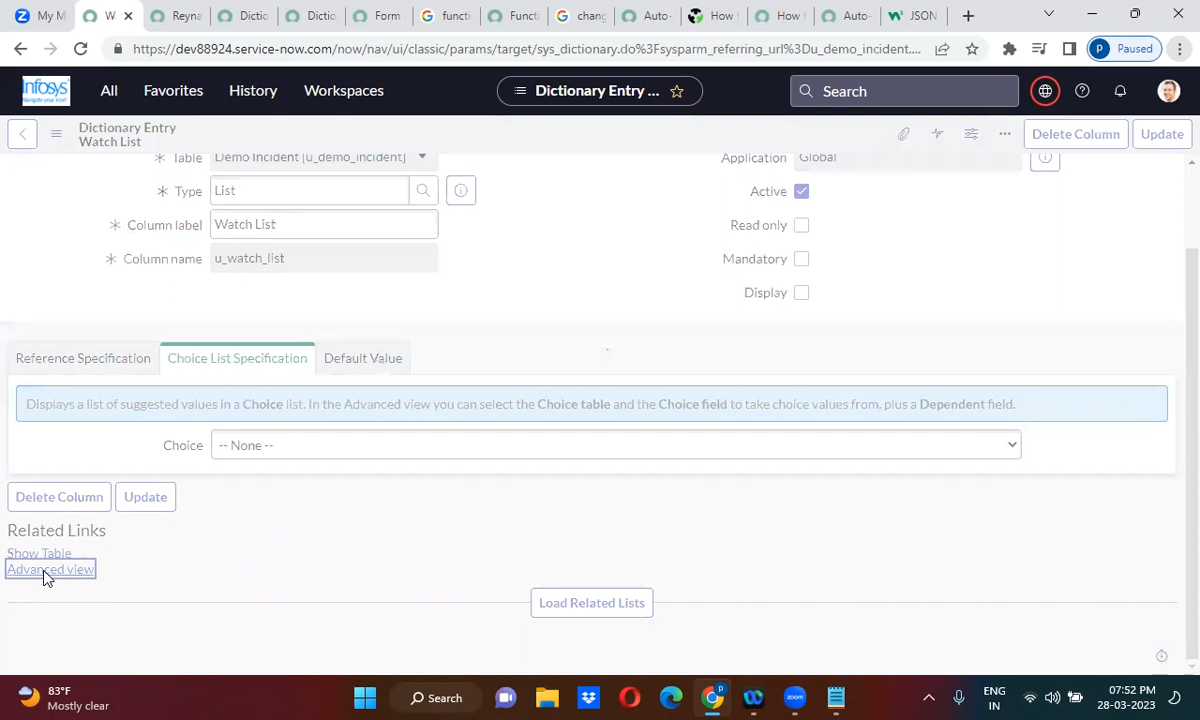 My M
W
Reyna
Dictio
Dictio
Form
functi
Functi
chang
Auto-
How t
How t
Auto-
JSON
https://dev88924.service-now.com/now/nav/ui/classic/params/target/sys_dictionary.do%3Fsysparm_referring_url%3Du_demo_incident....
Paused
Infosys
Navigate your next
All Favorites History Workspaces
Dictionary Entry ...
Search
Dictionary Entry
Watch List
Delete Column
Update
Table Demo Incident [u_demo_incident]
Application Global
Type List
Active
Column label Watch List
Read only
Column name u_watch_list
Mandatory
Display
Reference Specification Choice List Specification Default Value
Displays a list of suggested values in a Choice list. In the Advanced view you can select the Choice table and the Choice field to take choice values from, plus a Dependent field.
Choice -- None --
Delete Column Update
Related Links
Show Table
Advanced view
Load Related Lists
83°F
Mostly clear
Search
ENG
IN
07:52 PM
28-03-2023